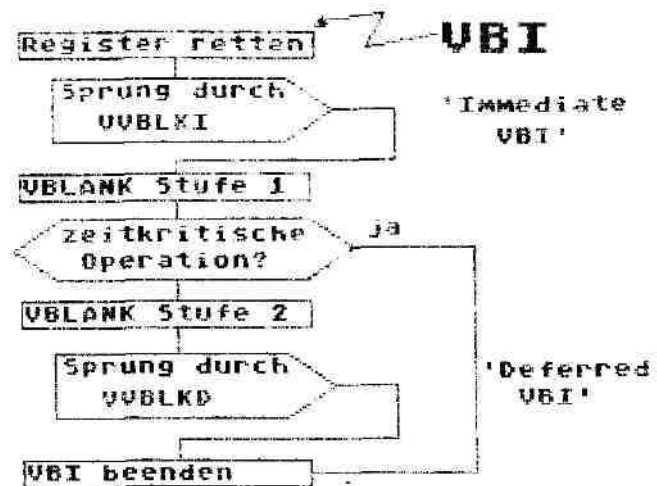 VBI
Register retten
Sprung durch
VVBLKI
'Immediate
VBI'
VBLANK Stufe 1
zeitkritische
Operation?
ja
VBLANK Stufe 2
Sprung durch
VVBLKD
'Deferred
VBI'
VBI beenden